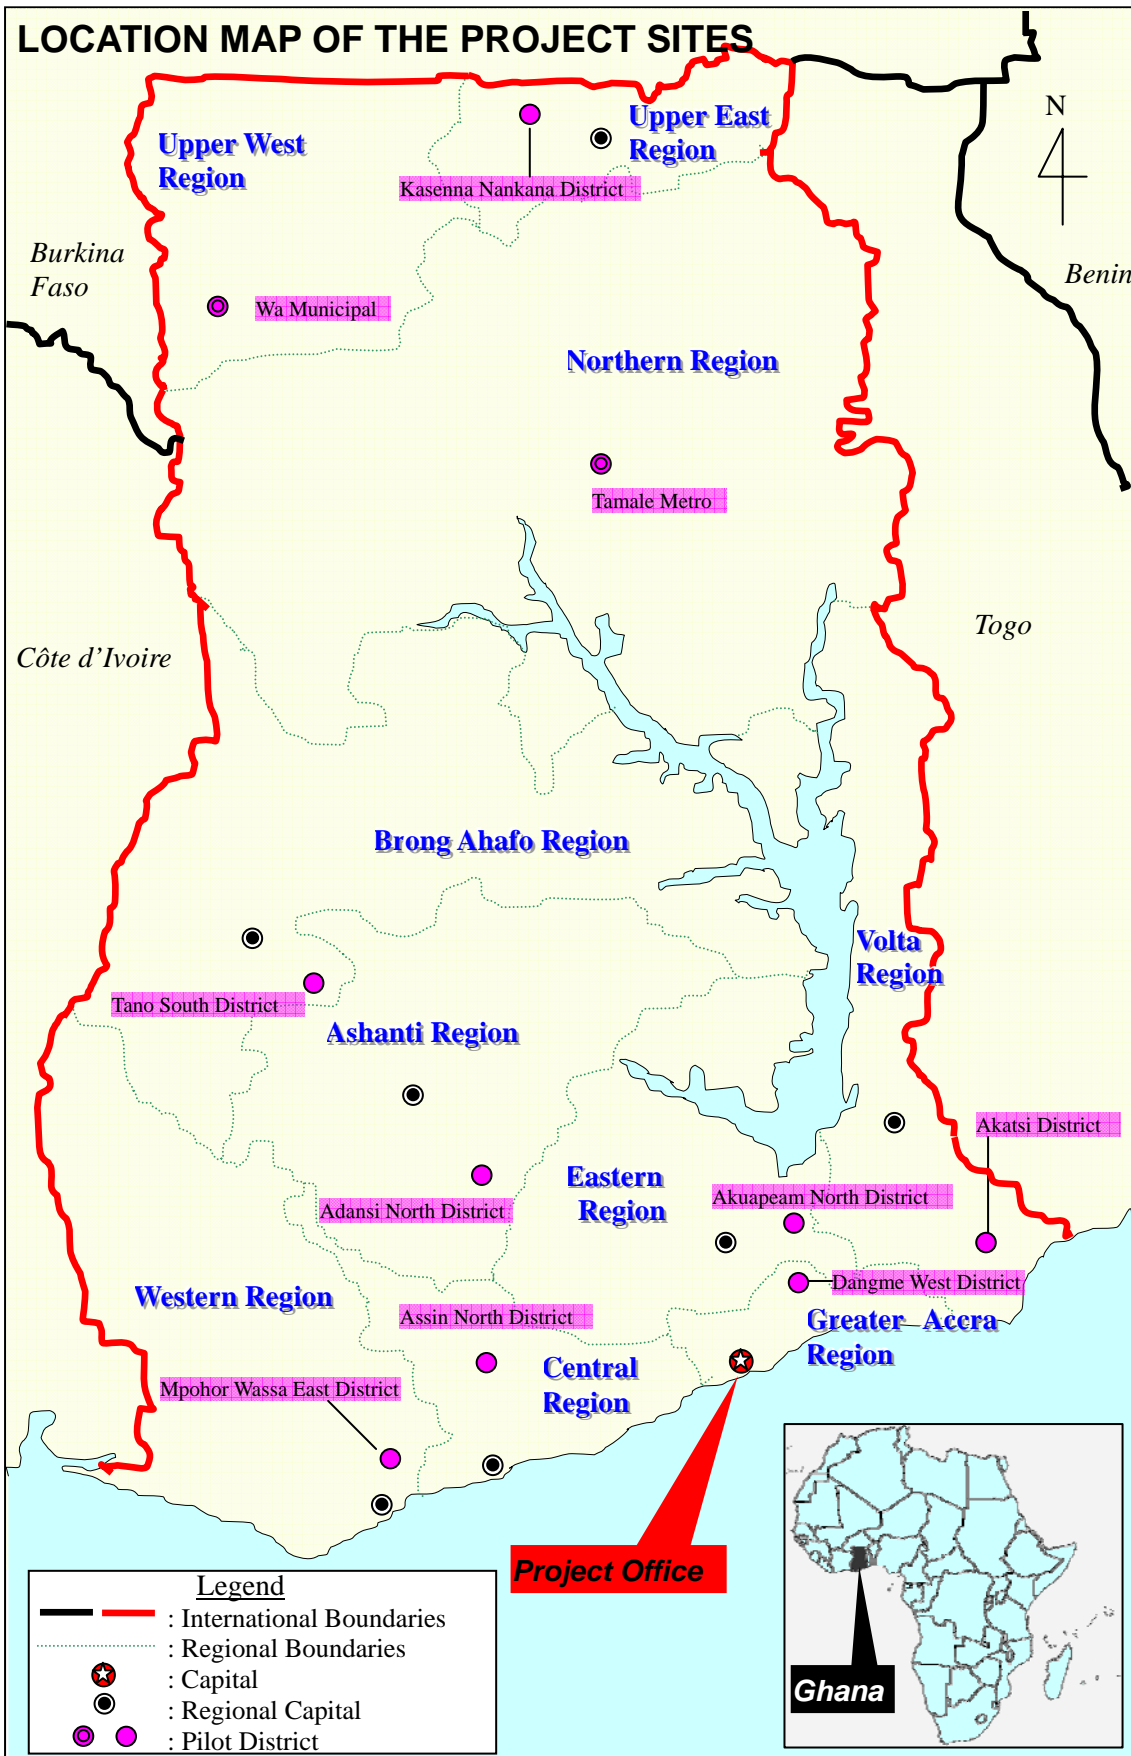 LOCATION MAP OF THE PROJECT SITES
N
Upper West
Region
Upper East
Region
Kasenna Nankana District
Burkina
Faso
Benin
Wa Municipal
Northern Region
Tamale Metro
Togo
Côte d’Ivoire
Brong Ahafo Region
Volta
Region
Tano South District
Ashanti Region
Akatsi District
Eastern
Region
Akuapeam North District
Adansi North District
Dangme West District
Western Region
Assin North District
Greater Accra
Region
Central
Region
Mpohor Wassa East District
Project Office
Ghana
Legend
: International Boundaries
: Regional Boundaries
: Capital
: Regional Capital
: Pilot District